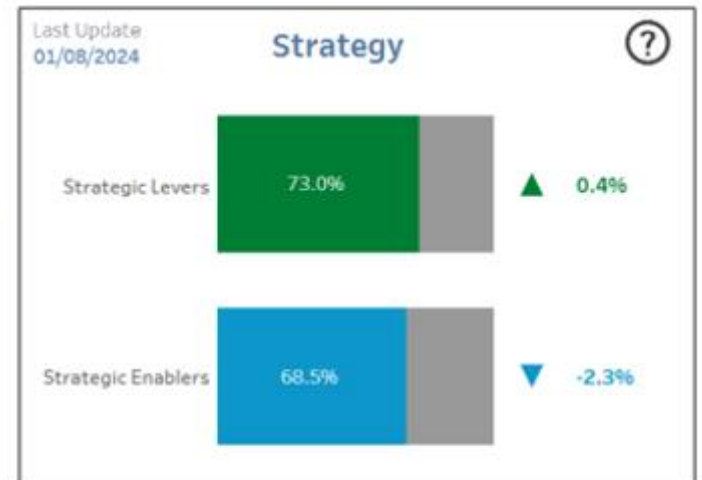 Last Update
01/08/2024
Strategy
?
Strategic Levers
73.0%
▲ 0.4%
Strategic Enablers
68.5%
▼ -2.3%